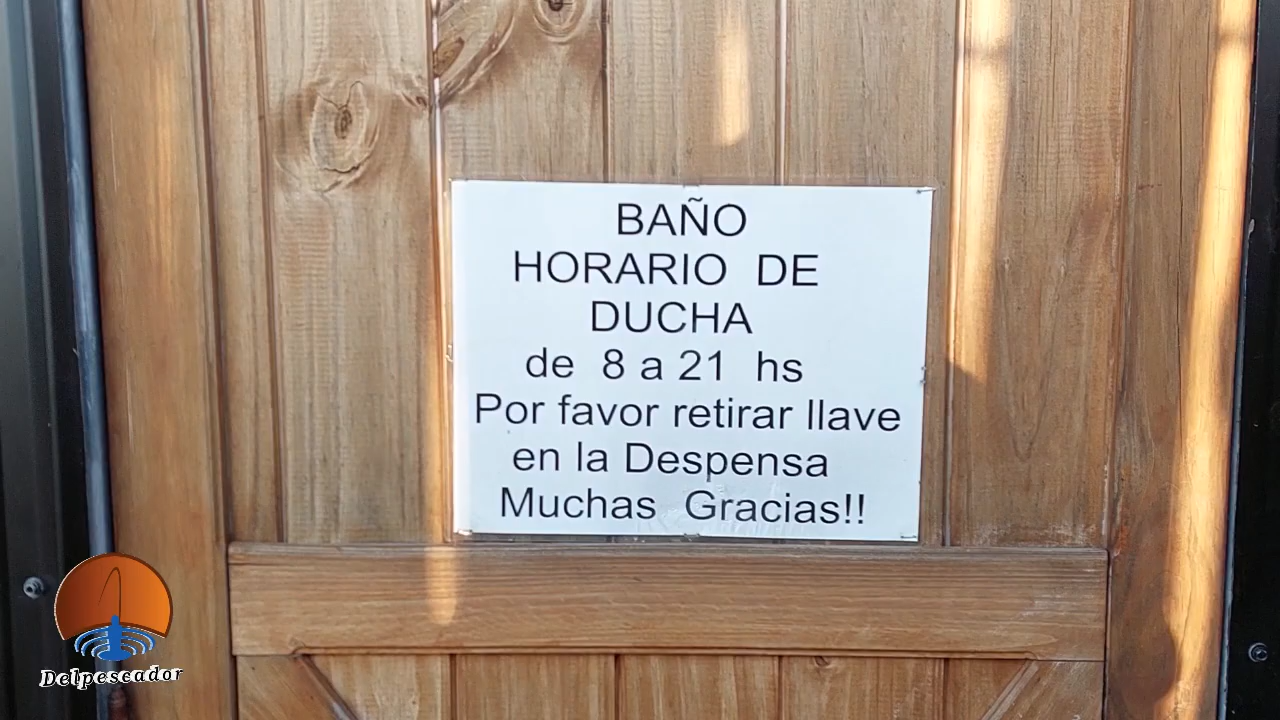 BAÑO
HORARIO DE
DUCHA
de 8 a 21 hs
Por favor retirar llave
en la Despensa
Muchas Gracias!!
Delpescador